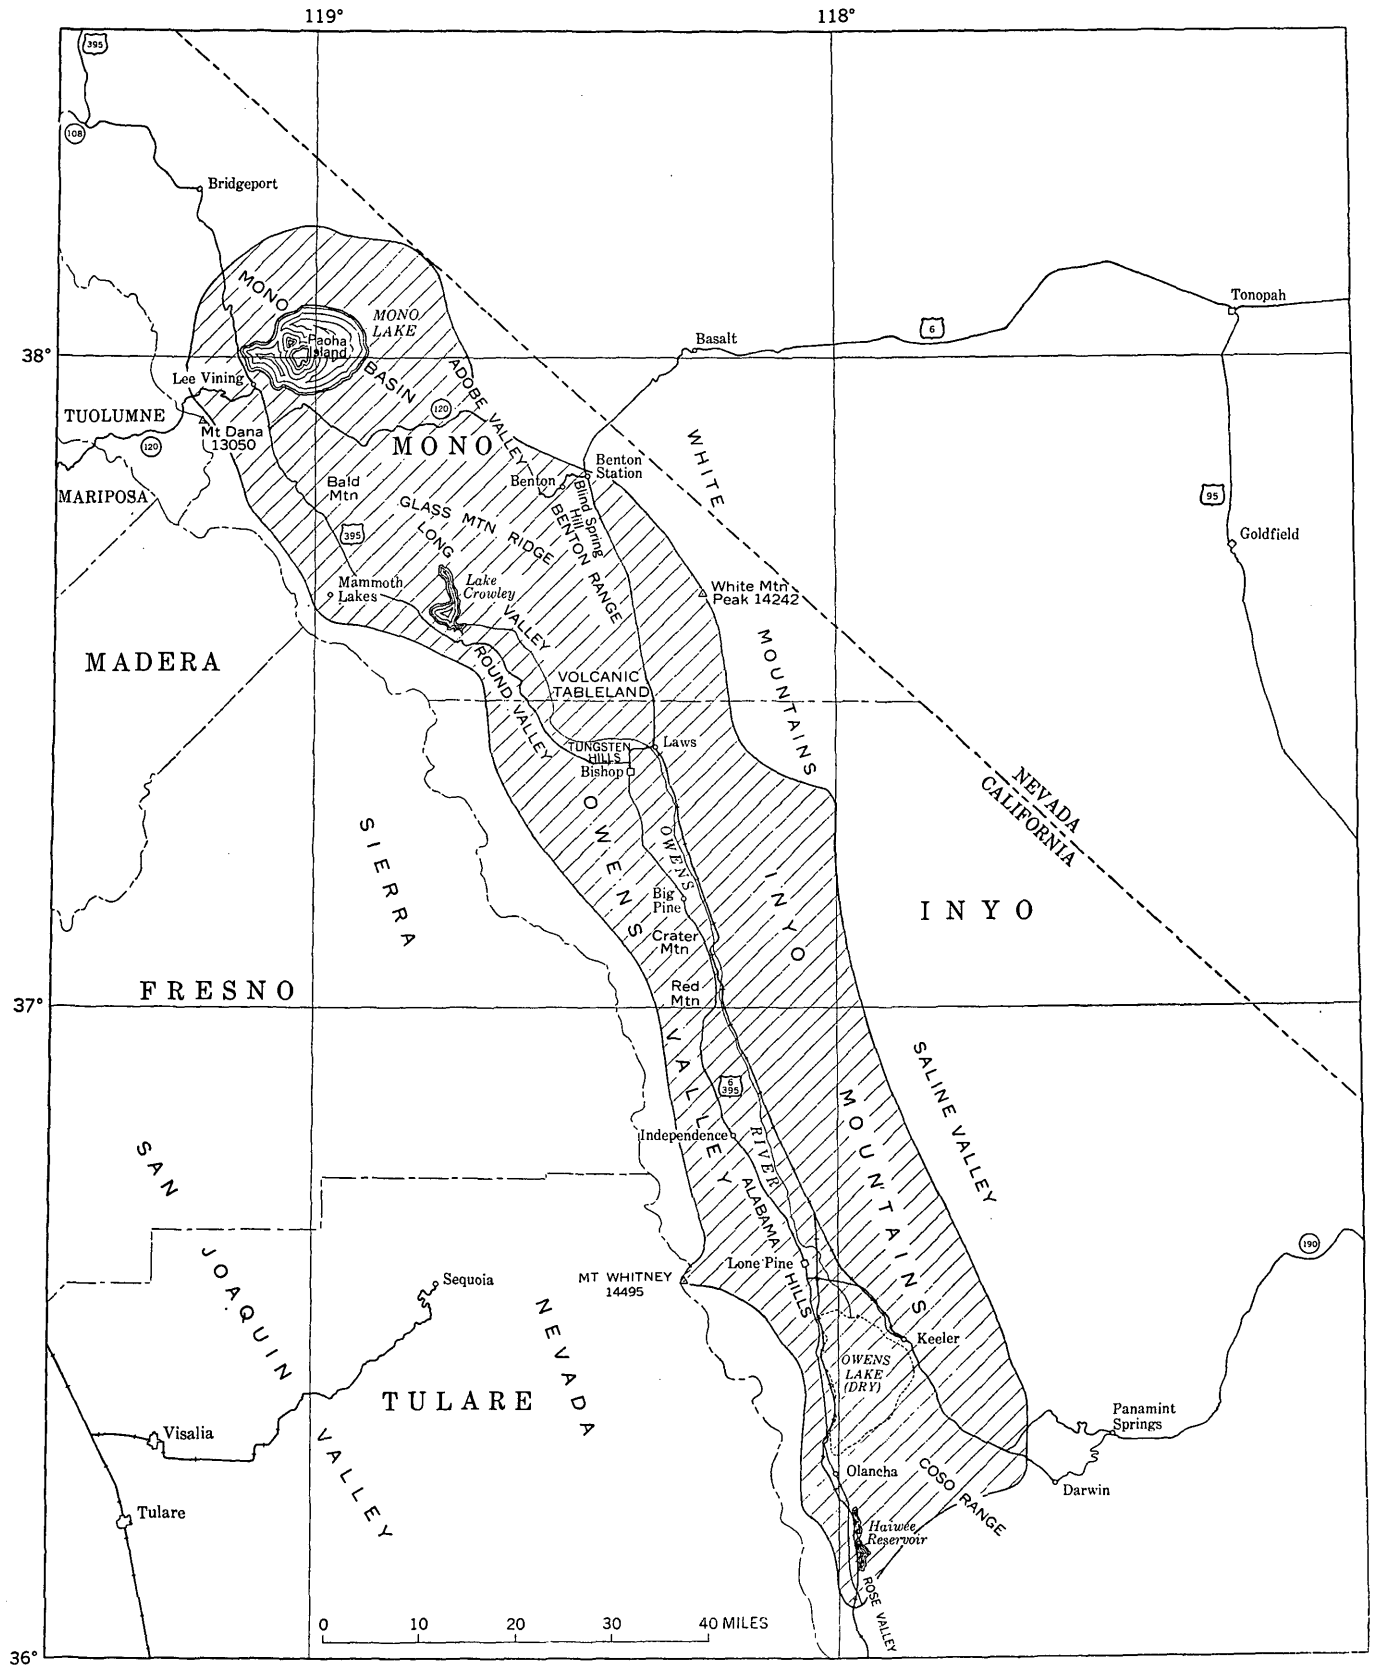 119°
118°
395
108
Bridgeport
MONO
MONO
LAKE
Paoha
Island
Tonopah
6
Basalt
38°
Lee Vining
BASIN
ADOBE VALLEY
TUOLUMNE
120
120
Mt Dana
13050
MONO
WHITE
MOUNTAINS
Benton
Station
Benton
Bald
Mtn
MARIPOSA
GLASS MTN RIDGE
Blind Spring
Hill
BENTON RANGE
95
Goldfield
395
LONG
VALLEY
Mammoth
Lakes
Lake
Crowley
White Mtn
Peak 14242
MADERA
ROUND VALLEY
VOLCANIC
TABLELAND
TUNGSTEN
HILLS
Laws
Bishop
NEVADA
CALIFORNIA
OWENS
VALLEY
OWENS
RIVER
SIERRA
NEVADA
Big
Pine
Crater
Mtn
INYO
MOUNTAINS
INYO
FRESNO
Red
Mtn
37°
6
395
SALINE VALLEY
Independence
SAN
JOAQUIN
VALLEY
ALABAMA
HILLS
Lone Pine
190
MT WHITNEY
14495
Sequoia
Keeler
OWENS
LAKE
(DRY)
TULARE
Panamint
Springs
Visalia
Olancha
COSO RANGE
Darwin
Tulare
Haiwee
Reservoir
ROSE VALLEY
0 10 20 30 40 MILES
36°